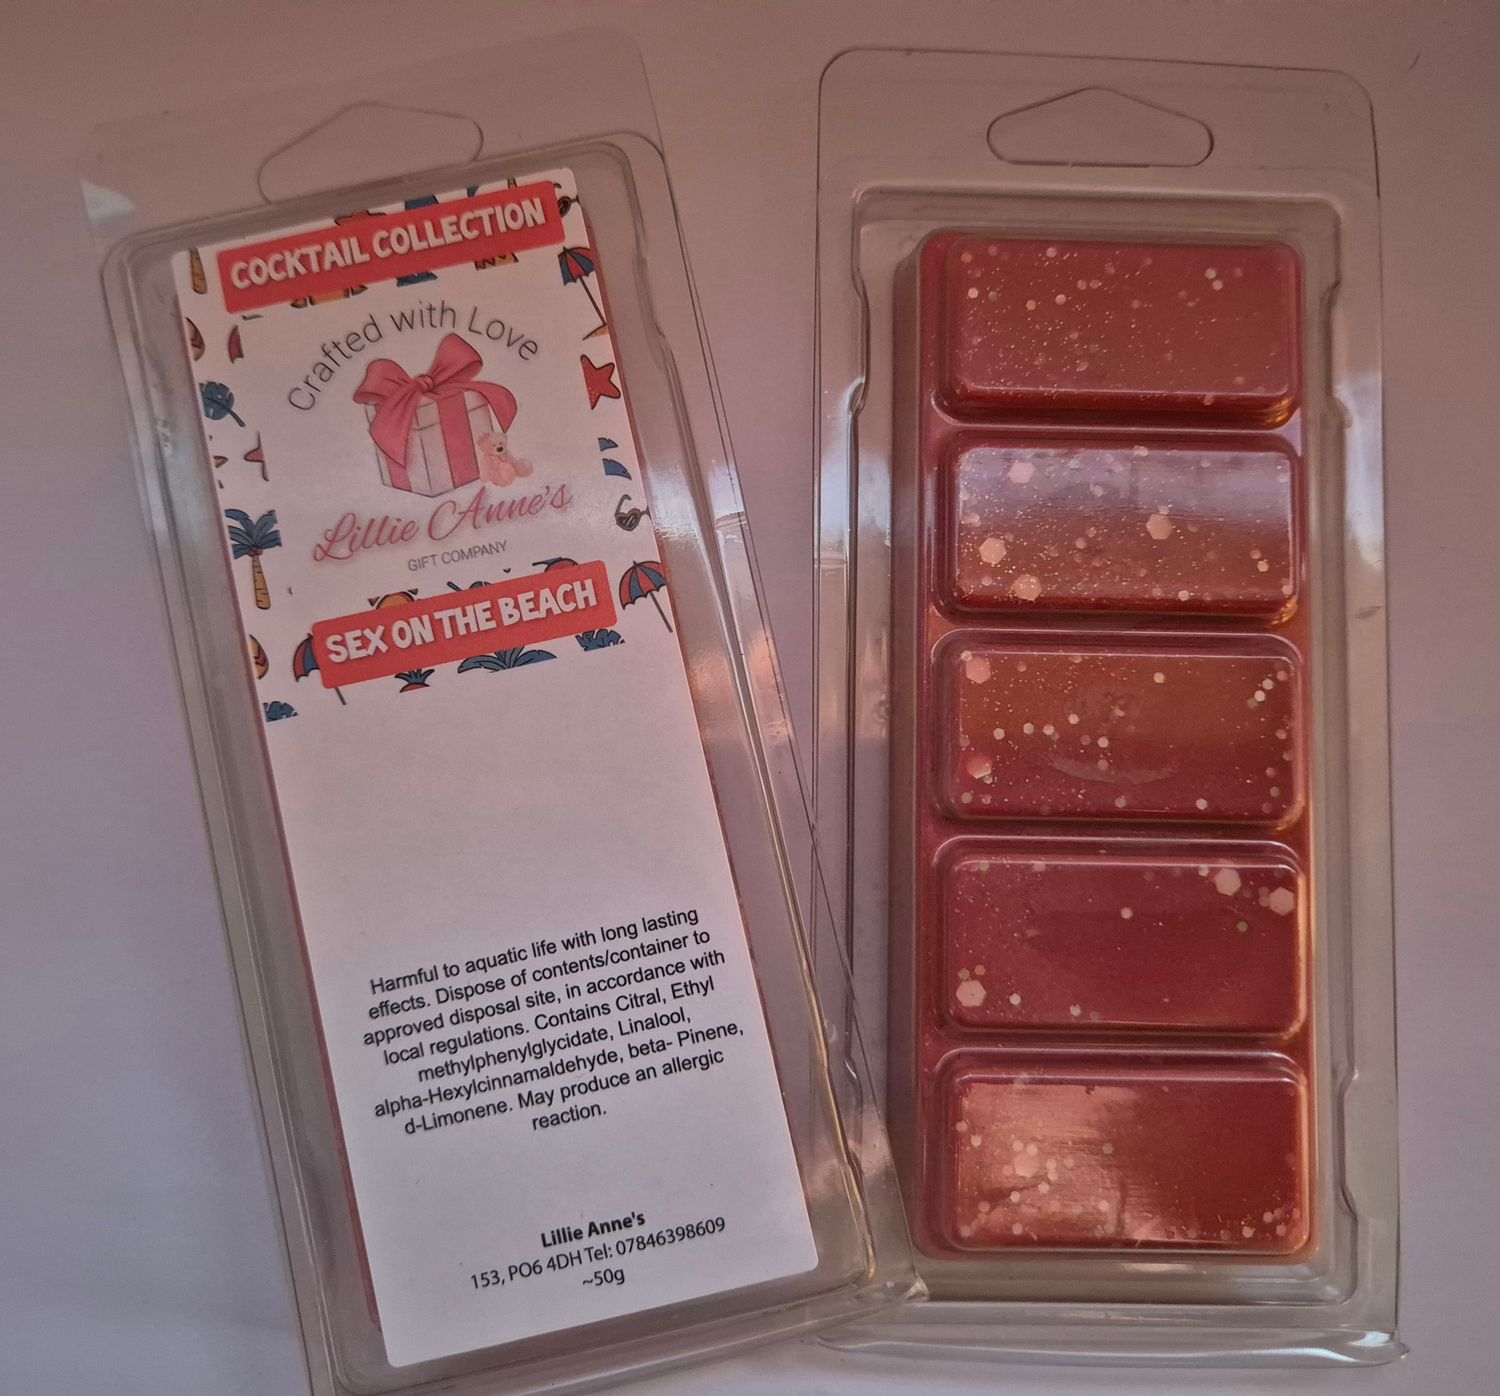 COCKTAIL COLLECTION
Crafted with Love
Lillie Anne's
GIFT COMPANY
SEX ON THE BEACH
Harmful to aquatic life with long lasting
effects. Dispose of contents/container to
approved disposal site, in accordance with
local regulations. Contains Citral, Ethyl
methylphenylglycidate, Linalool,
alpha-Hexylcinnamaldehyde, beta- Pinene,
d-Limonene. May produce an allergic
reaction.
Lillie Anne's
153, PO6 4DH Tel: 07846398609
~50g